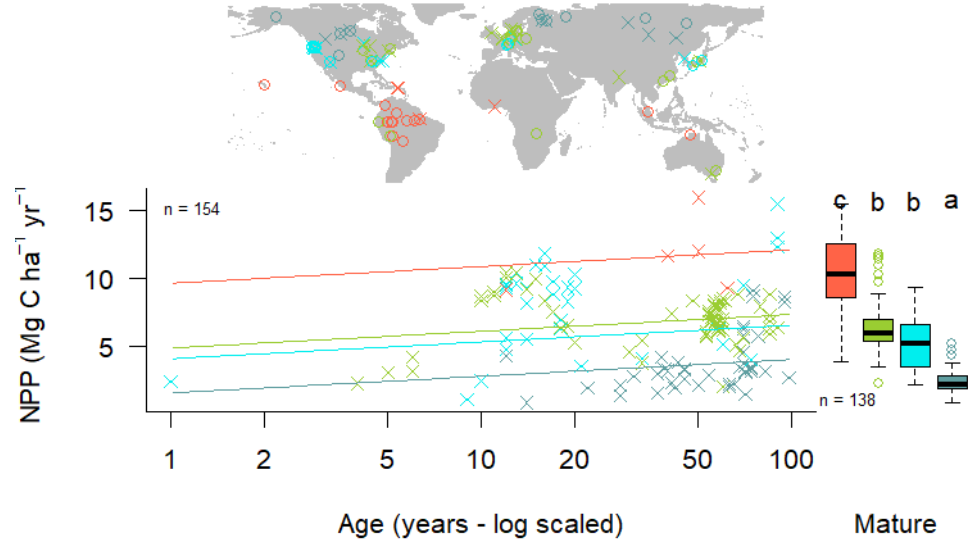 NPP (Mg C ha⁻¹ yr⁻¹)
15
10
5
n = 154
c b b a
n = 138
1 2 5 10 20 50 100
Age (years - log scaled)
Mature